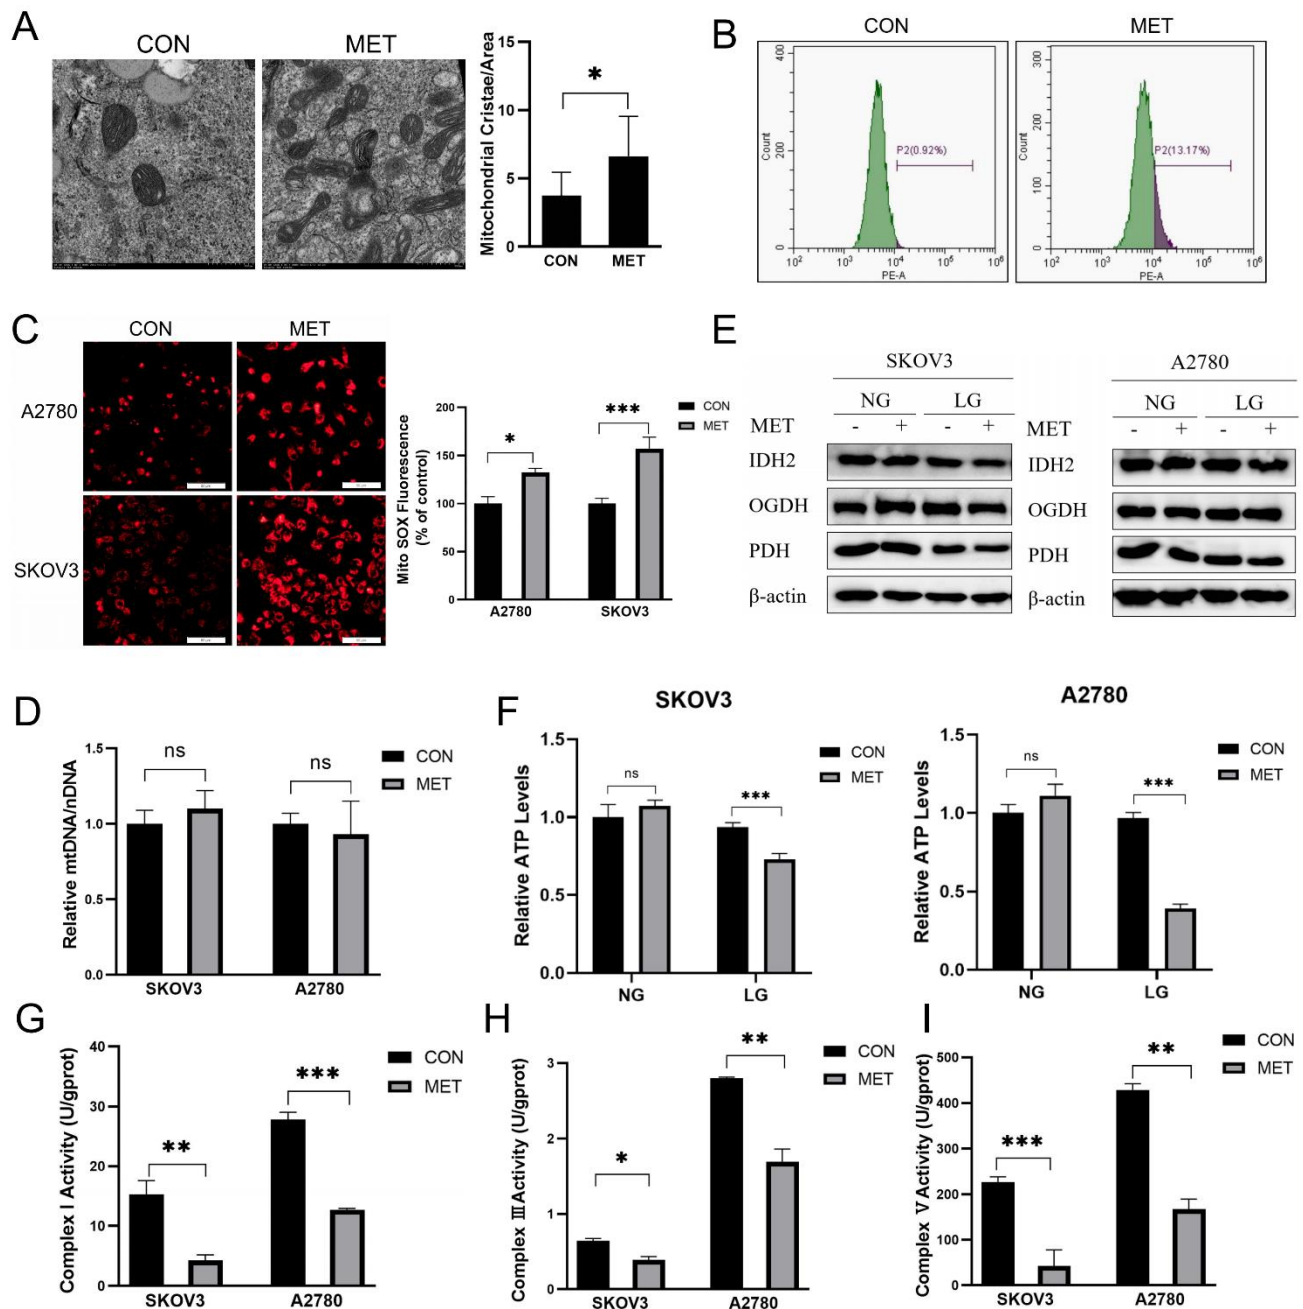 A
CON
MET
Mitochondrial Cristae/Area
15
10
5
0
*
CON
MET
B
CON
MET
Count
400
200
0
P2(0.92%)
10² 10³ 10⁴ 10⁵ 10⁶
PE-A
Count
300
200
100
0
P2(13.17%)
10² 10³ 10⁴ 10⁵ 10⁶
PE-A
C
CON
MET
A2780
SKOV3
Mito SOX Fluorescence
(% of control)
200
150
100
50
0
*
***
CON
MET
A2780
SKOV3
E
SKOV3
NG LG
MET - + - +
IDH2
OGDH
PDH
β-actin
A2780
NG LG
MET - + - +
IDH2
OGDH
PDH
β-actin
D
Relative mtDNA/nDNA
1.5
1.0
0.5
0.0
ns
ns
CON
MET
SKOV3
A2780
F
SKOV3
Relative ATP Levels
1.5
1.0
0.5
0.0
ns
***
CON
MET
NG
LG
A2780
Relative ATP Levels
1.5
1.0
0.5
0.0
ns
***
CON
MET
NG
LG
G
Complex I Activity (U/gprot)
40
30
20
10
0
**
***
CON
MET
SKOV3
A2780
H
Complex Ⅲ Activity (U/gprot)
3
2
1
0
*
**
CON
MET
SKOV3
A2780
I
Complex Ⅴ Activity (U/gprot)
500
400
300
200
100
0
***
**
CON
MET
SKOV3
A2780